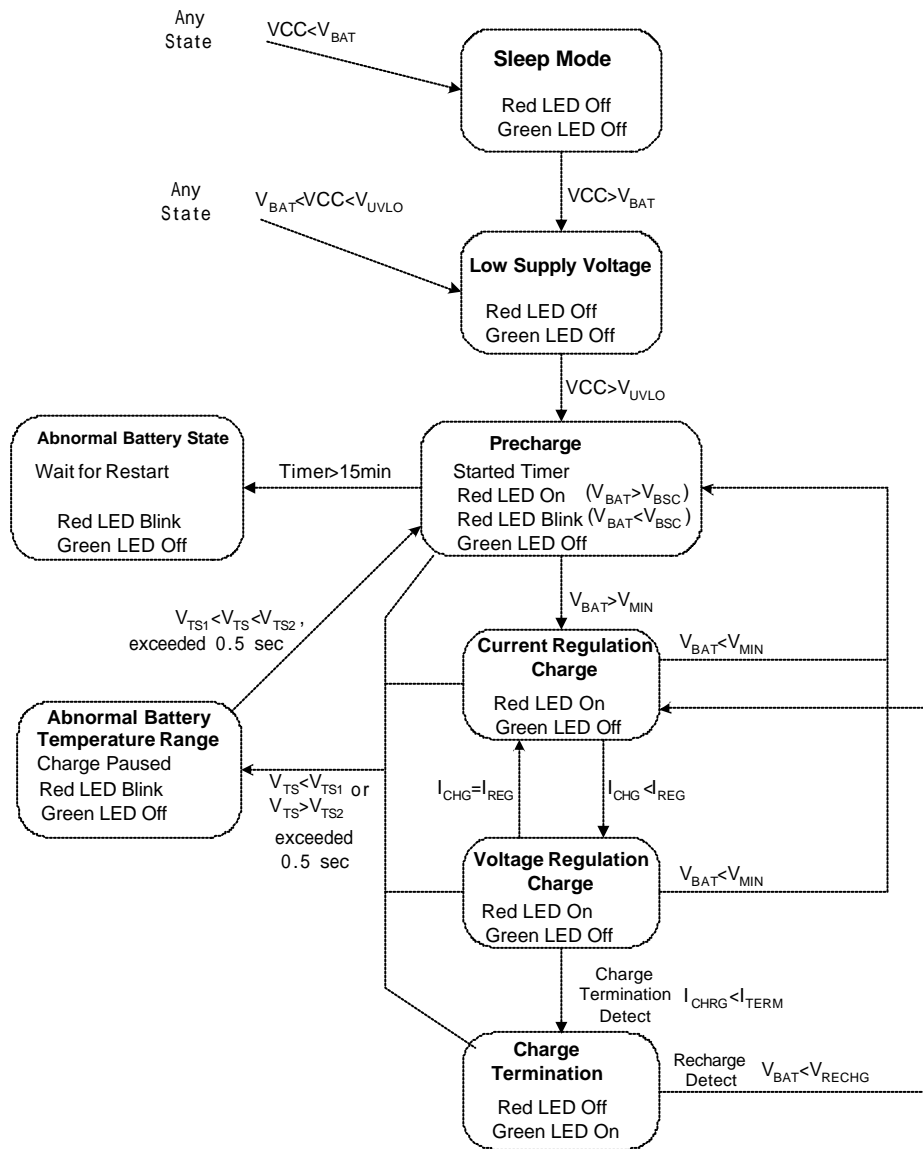 Any
State
VCC<V_BAT
Sleep Mode
Red LED Off
Green LED Off
VCC>V_BAT
Any
State
V_BAT<VCC<V_UVLO
Low Supply Voltage
Red LED Off
Green LED Off
VCC>V_UVLO
Abnormal Battery State
Wait for Restart
Red LED Blink
Green LED Off
Timer>15min
Precharge
Started Timer
Red LED On (V_BAT>V_BSC)
Red LED Blink (V_BAT<V_BSC)
Green LED Off
V_BAT>V_MIN
V_TS1<V_TS<V_TS2,
exceeded 0.5 sec
Current Regulation
Charge
Red LED On
Green LED Off
V_BAT<V_MIN
Abnormal Battery
Temperature Range
Charge Paused
Red LED Blink
Green LED Off
V_TS<V_TS1 or
V_TS>V_TS2
exceeded
0.5 sec
I_CHG=I_REG
I_CHG<I_REG
Voltage Regulation
Charge
Red LED On
Green LED Off
V_BAT<V_MIN
Charge
Termination
Detect
I_CHRG<I_TERM
Charge
Termination
Red LED Off
Green LED On
Recharge
Detect
V_BAT<V_RECHG